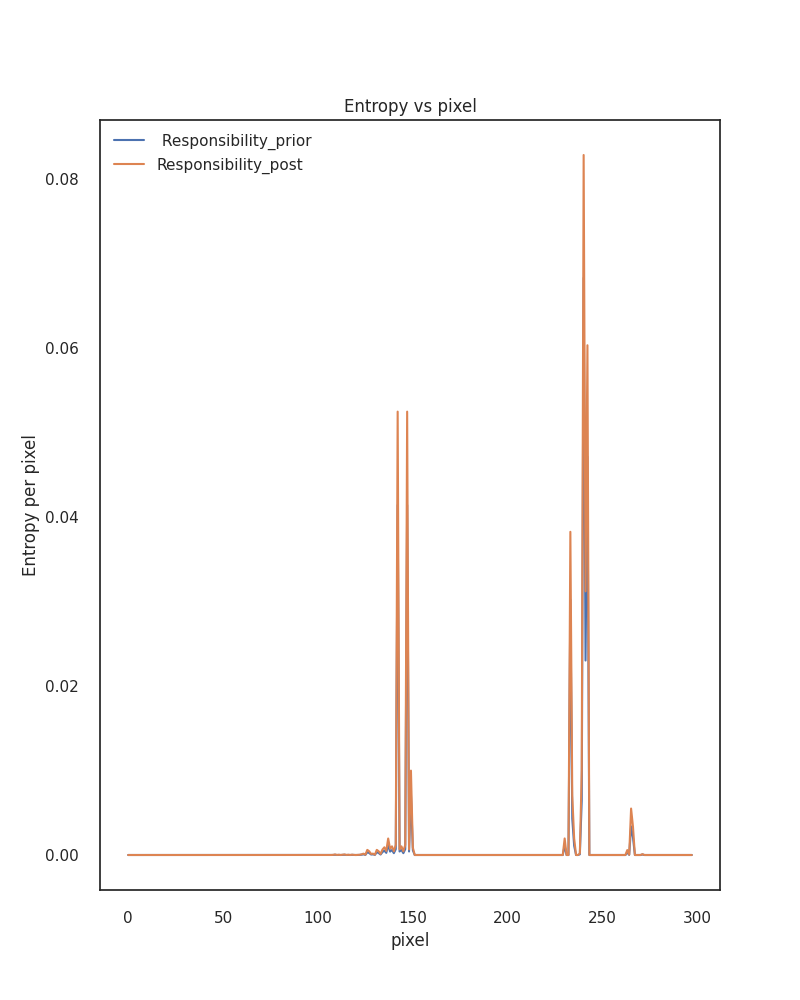 Entropy vs pixel
Responsibility_prior
Responsibility_post
0.08
0.06
0.04
0.02
0.00
Entropy per pixel
0 50 100 150 200 250 300
pixel